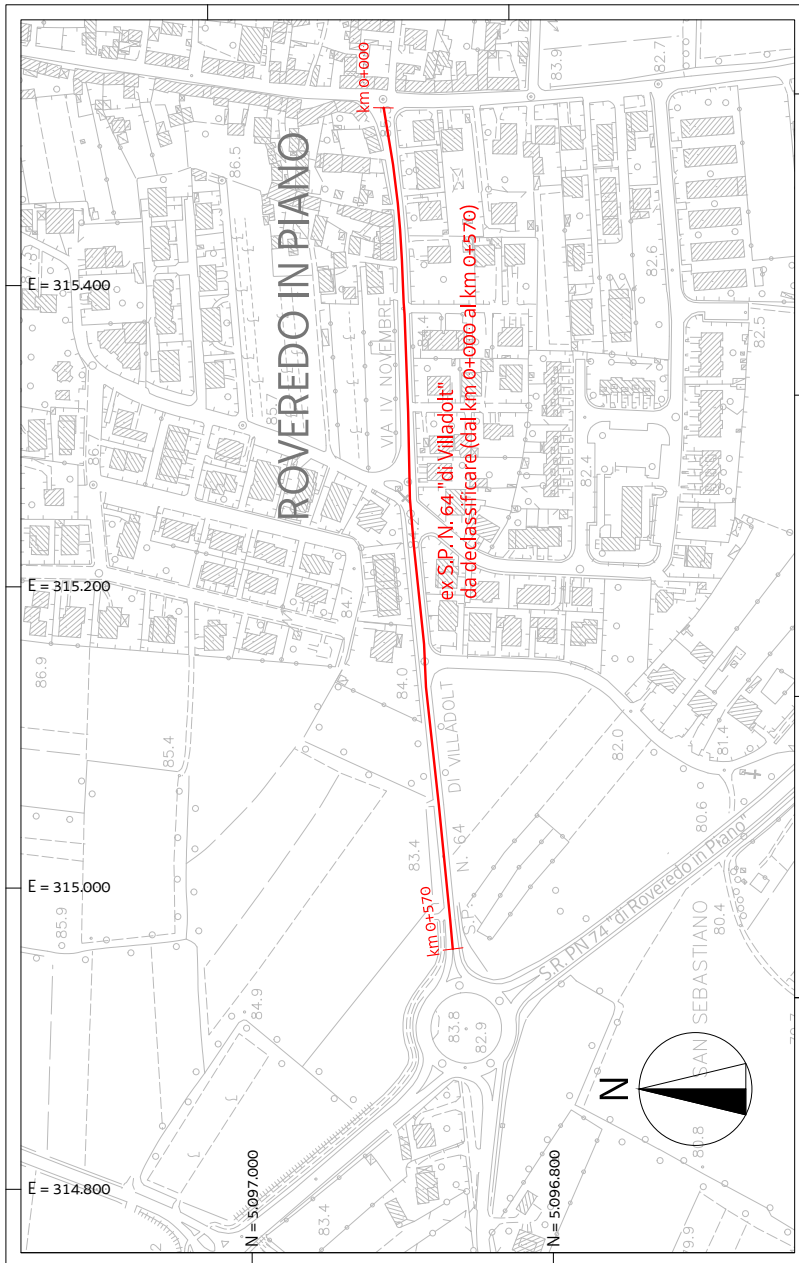 km 0+000
83.9
82.7
86.5
ROVEREDO IN PIANO
82.6
E = 315.400
VIA IV NOVEMBRE
82.5
ex S.P. N. 64 "di Villadolt"
da declassificare (dal km 0+000 al km 0+570)
82.4
E = 315.200
84.7
86.9
84.0
85.4
S.P. N. 64 DI VILLADOLT
82.0
81.4
83.4
80.6
E = 315.000
85.9
km 0+570
S.R. PN 74 "di Roveredo in Piano"
80.4
SAN SEBASTIANO
84.9
83.8
82.9
N
80.8
E = 314.800
N = 5.097.000
N = 5.096.800
83.4
79.9